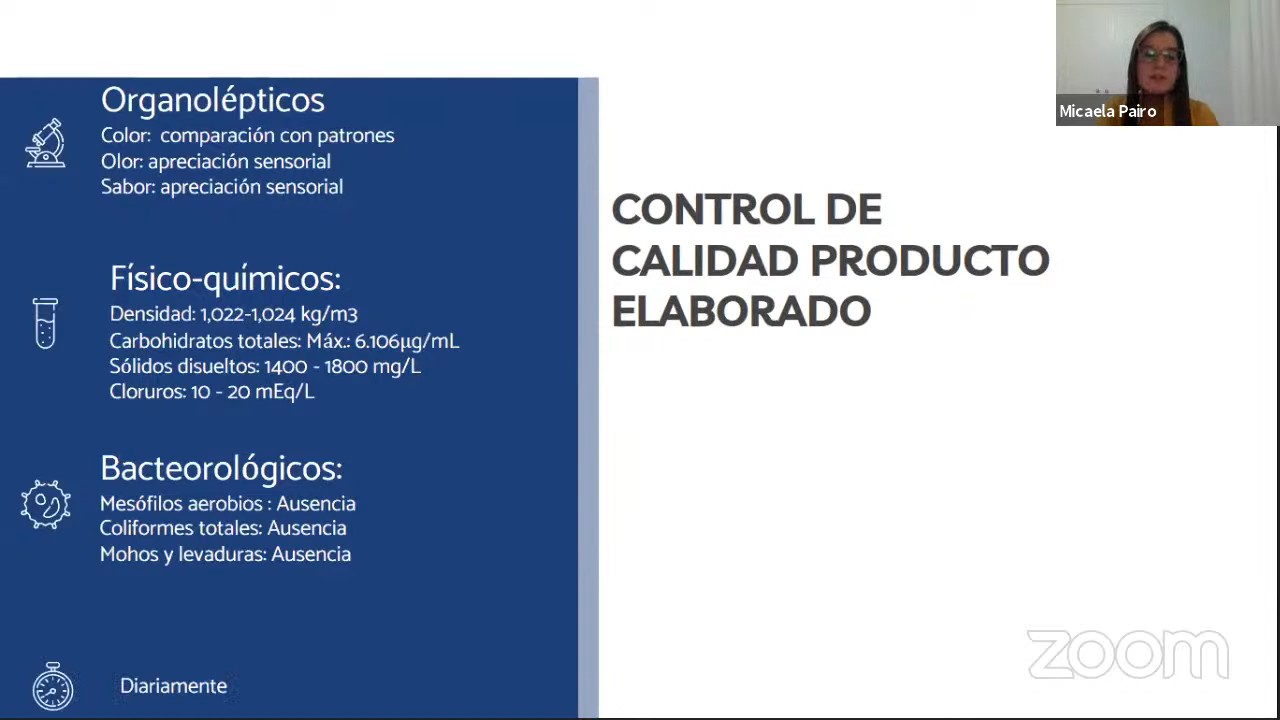 Organolépticos
Color: comparación con patrones
Olor: apreciación sensorial
Sabor: apreciación sensorial
Físico-químicos:
Densidad: 1,022-1,024 kg/m3
Carbohidratos totales: Máx.: 6.106µg/mL
Sólidos disueltos: 1400 - 1800 mg/L
Cloruros: 10 - 20 mEq/L
Bacteorológicos:
Mesófilos aerobios : Ausencia
Coliformes totales: Ausencia
Mohos y levaduras: Ausencia
Diariamente
CONTROL DE
CALIDAD PRODUCTO
ELABORADO
Micaela Pairo
zoom